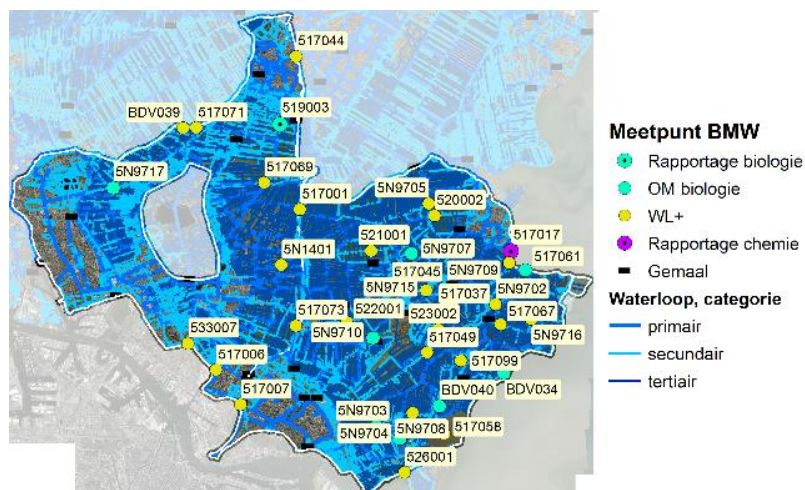 517044
BDV039
517071
519003
5N9717
517069
517001
5N9705
520002
521001
5N9707
517017
517061
5N1401
517045
5N9709
5N9715
517037
5N9702
517073
522001
523002
517067
5N9710
5N9716
533007
517049
517006
517099
517007
BDV040
BDV034
5N9703
5N9704
5N9708
517058
526001
Meetpunt BMW
Rapportage biologie
OM biologie
WL+
Rapportage chemie
Gemaal
Waterloop, categorie
primair
secundair
tertiair